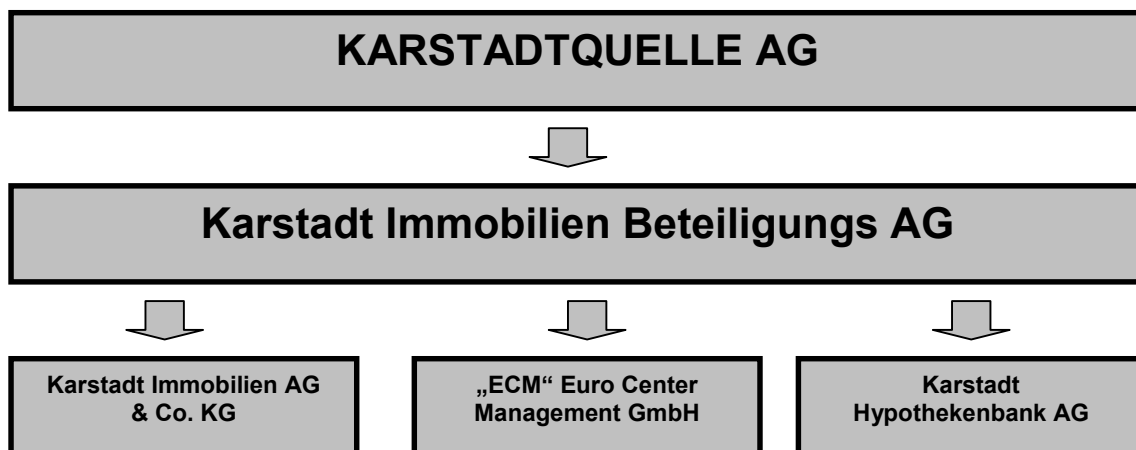 KARSTADTQUELLE AG
Karstadt Immobilien Beteiligungs AG
Karstadt Immobilien AG
& Co. KG
„ECM“ Euro Center
Management GmbH
Karstadt
Hypothekenbank AG